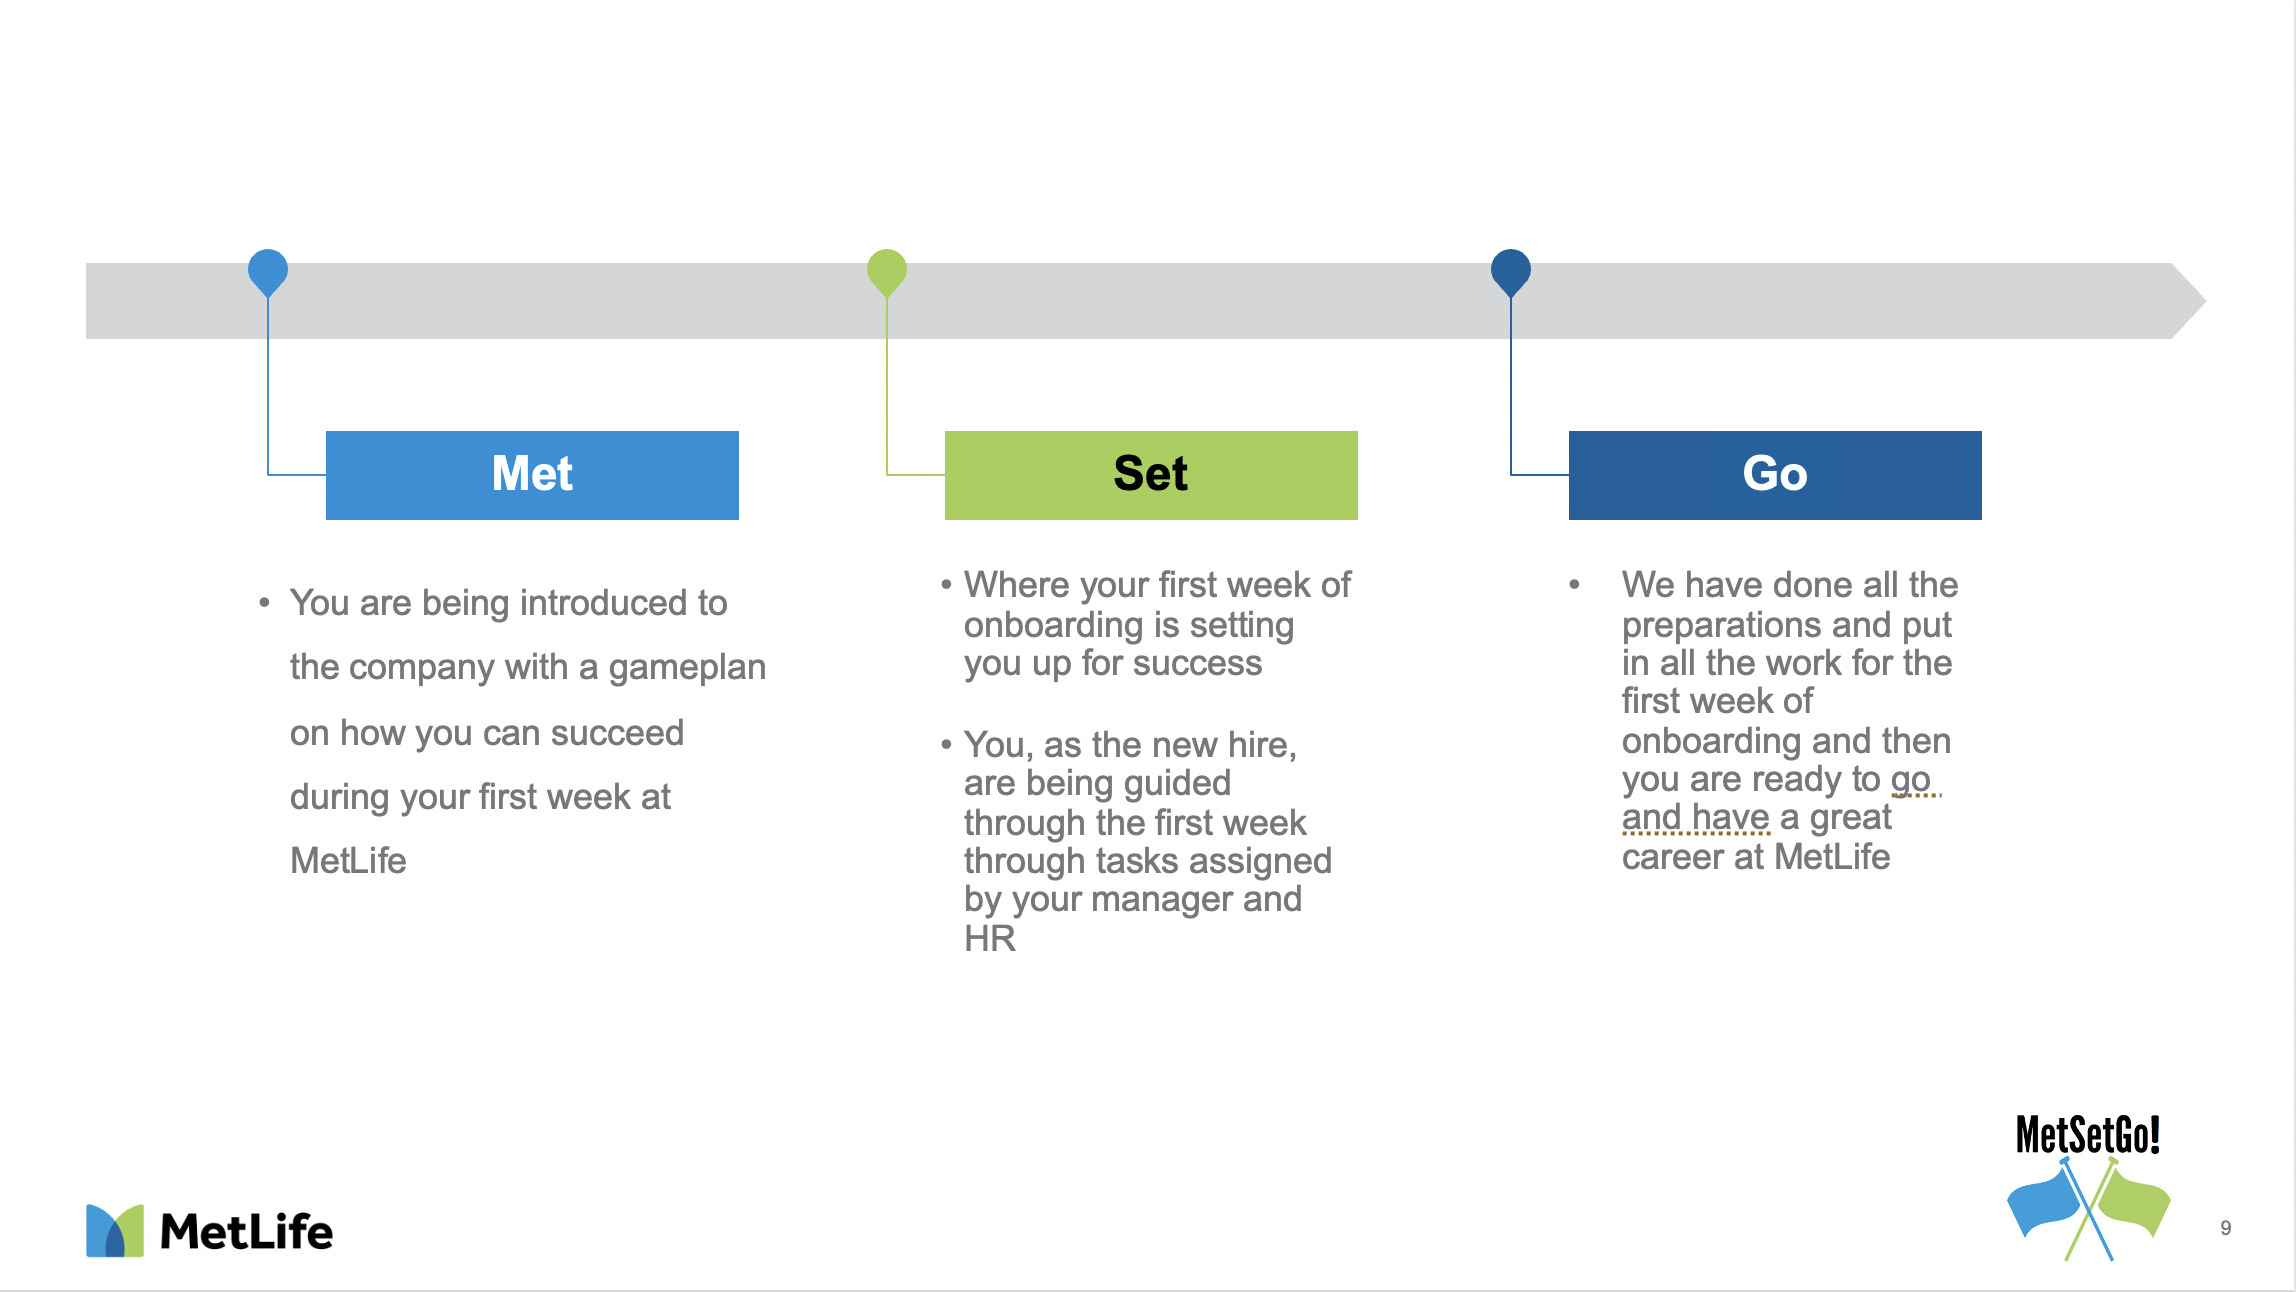 Met
• You are being introduced to
the company with a gameplan
on how you can succeed
during your first week at
MetLife
Set
• Where your first week of
onboarding is setting
you up for success
• You, as the new hire,
are being guided
through the first week
through tasks assigned
by your manager and
HR
Go
• We have done all the
preparations and put
in all the work for the
first week of
onboarding and then
you are ready to go
and have a great
career at MetLife
MetLife
MetSetGo!
9